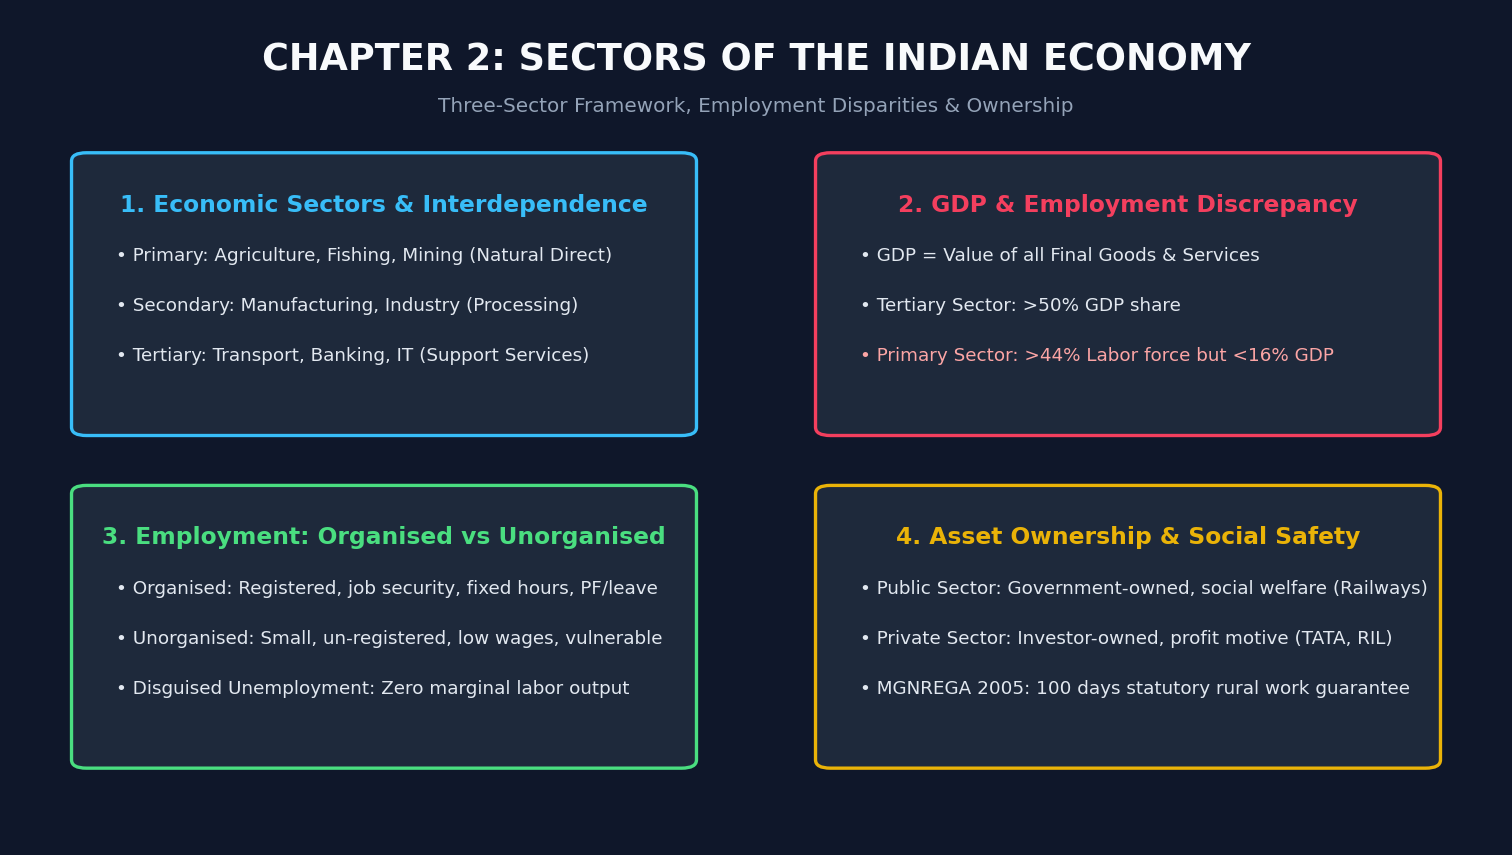 CHAPTER 2: SECTORS OF THE INDIAN ECONOMY
Three-Sector Framework, Employment Disparities & Ownership
1. Economic Sectors & Interdependence
• Primary: Agriculture, Fishing, Mining (Natural Direct)
• Secondary: Manufacturing, Industry (Processing)
• Tertiary: Transport, Banking, IT (Support Services)
2. GDP & Employment Discrepancy
• GDP = Value of all Final Goods & Services
• Tertiary Sector: >50% GDP share
• Primary Sector: >44% Labor force but <16% GDP
3. Employment: Organised vs Unorganised
• Organised: Registered, job security, fixed hours, PF/leave
• Unorganised: Small, un-registered, low wages, vulnerable
• Disguised Unemployment: Zero marginal labor output
4. Asset Ownership & Social Safety
• Public Sector: Government-owned, social welfare (Railways)
• Private Sector: Investor-owned, profit motive (TATA, RIL)
• MGNREGA 2005: 100 days statutory rural work guarantee